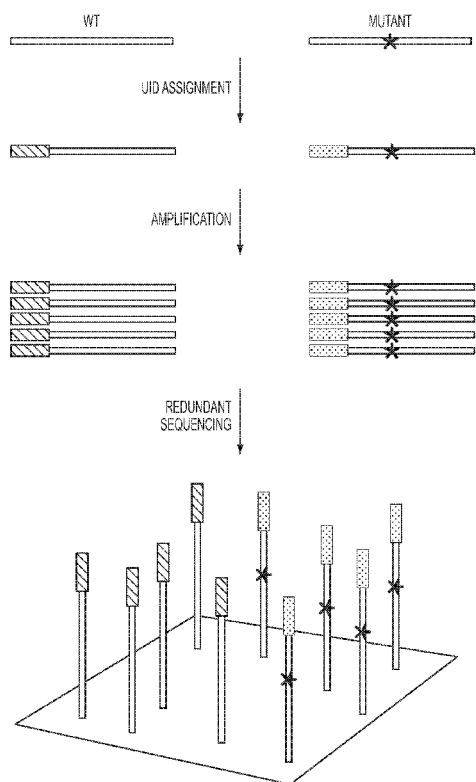 WT
MUTANT
UID ASSIGNMENT
AMPLIFICATION
REDUNDANT
SEQUENCING